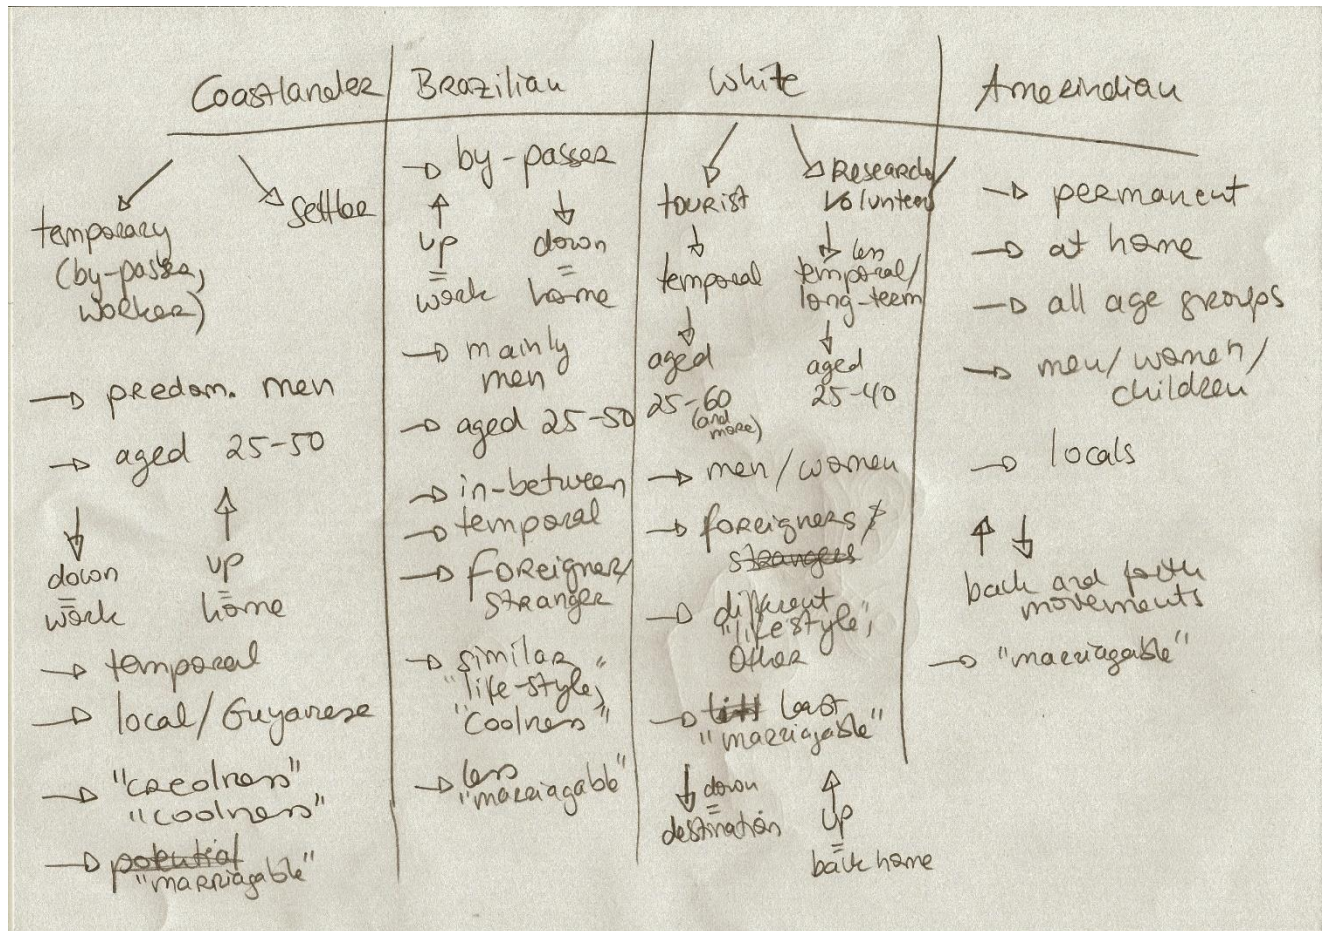 Coastlander
temporary
(by-passer,
worker)
settler
predom. men
aged 25-50
down
=
work
up
=
home
temporal
local/Guyanese
"creolness"
"coolness"
potential
"marriagable"
Brazilian
by-passer
up
=
work
down
=
home
mainly
men
aged 25-50
in-between
temporal
foreigner/
stranger
similar
"life-style,"
"coolness"
less
"marriagable"
White
tourist
temporal
aged
25-60
(and
more)
Researcher/
Volunteer
less
temporal/
long-term
aged
25-40
men/women
foreigners
strangers
different
"lifestyle",
Other
least
"marriagable"
down
=
destination
up
=
back home
Amerindian
permanent
at home
all age groups
men/women/
children
locals
back and forth
movements
"marriagable"